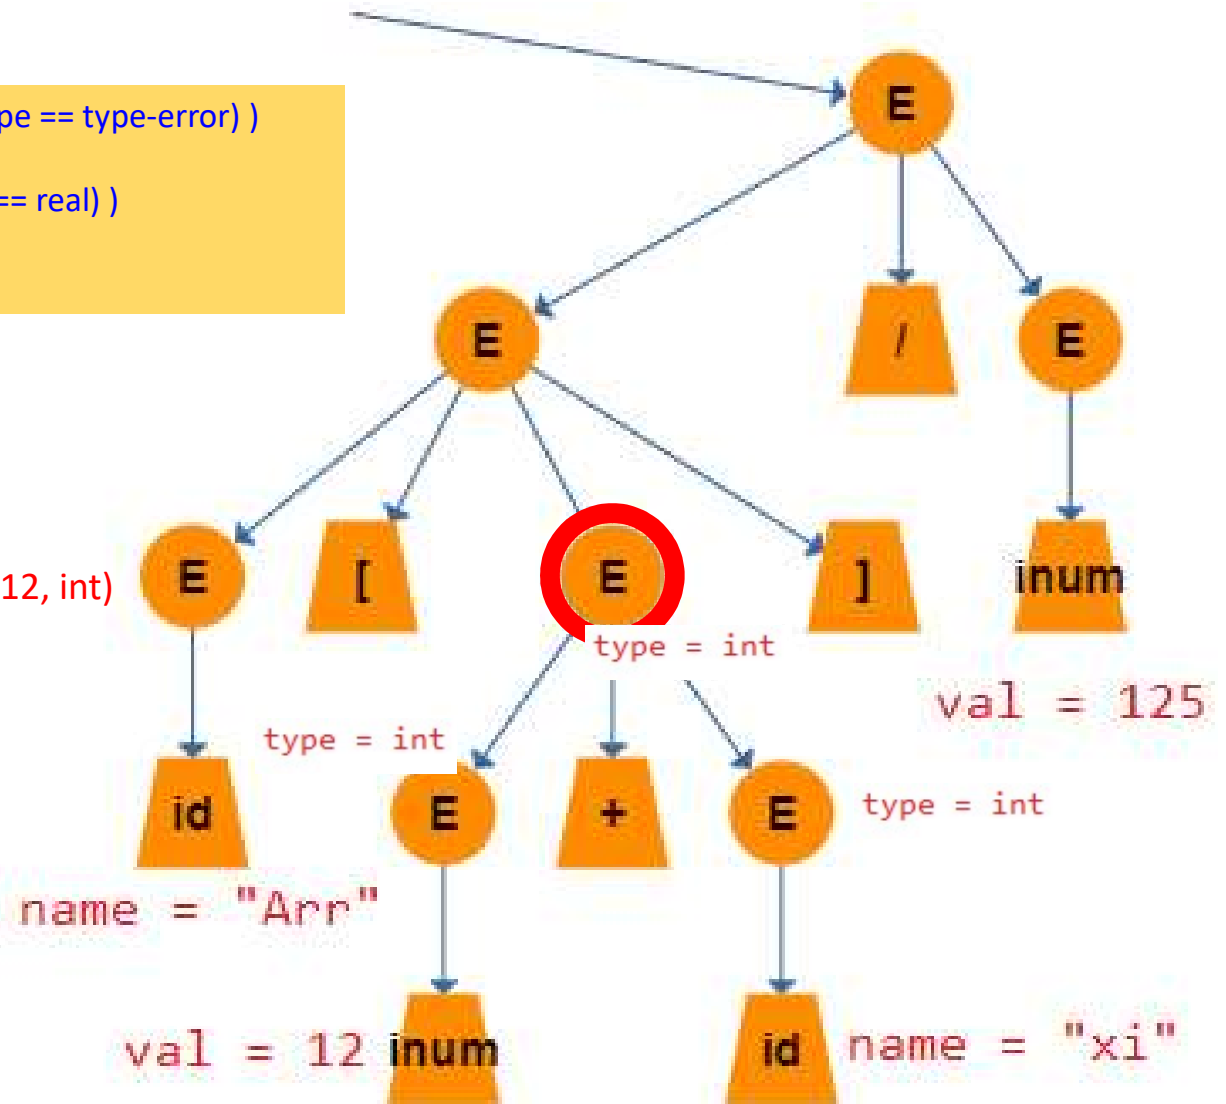 E
pe == type-error) )
== real) )
E
/
E
12, int)
E
[
E
]
inum
type = int
val = 125
type = int
id
E
+
E
type = int
name = "Arr"
val = 12
inum
id
name = "xi"